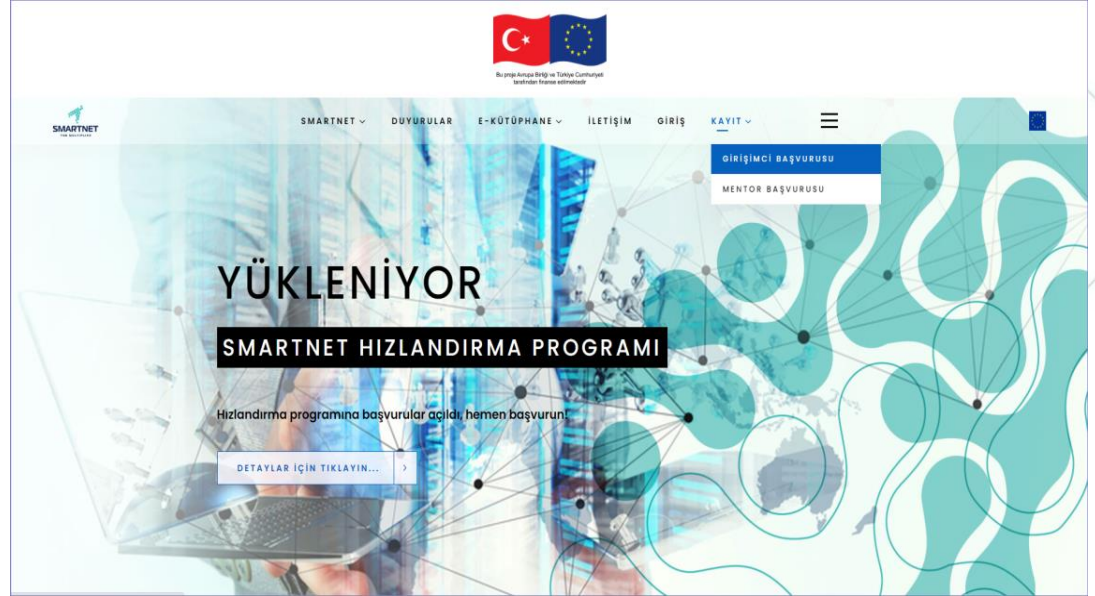 Bu proje Avrupa Birliği ve Türkiye Cumhuriyeti
tarafından finanse edilmektedir
SMARTNET
SMARTNET
DUYURULAR
E-KÜTÜPHANE
İLETİŞİM
GİRİŞ
KAYIT
GİRİŞİMCİ BAŞVURUSU
MENTOR BAŞVURUSU
YÜKLENİYOR
SMARTNET HIZLANDIRMA PROGRAMI
Hızlandırma programına başvurular açıldı, hemen başvurun!
DETAYLAR İÇİN TIKLAYIN...